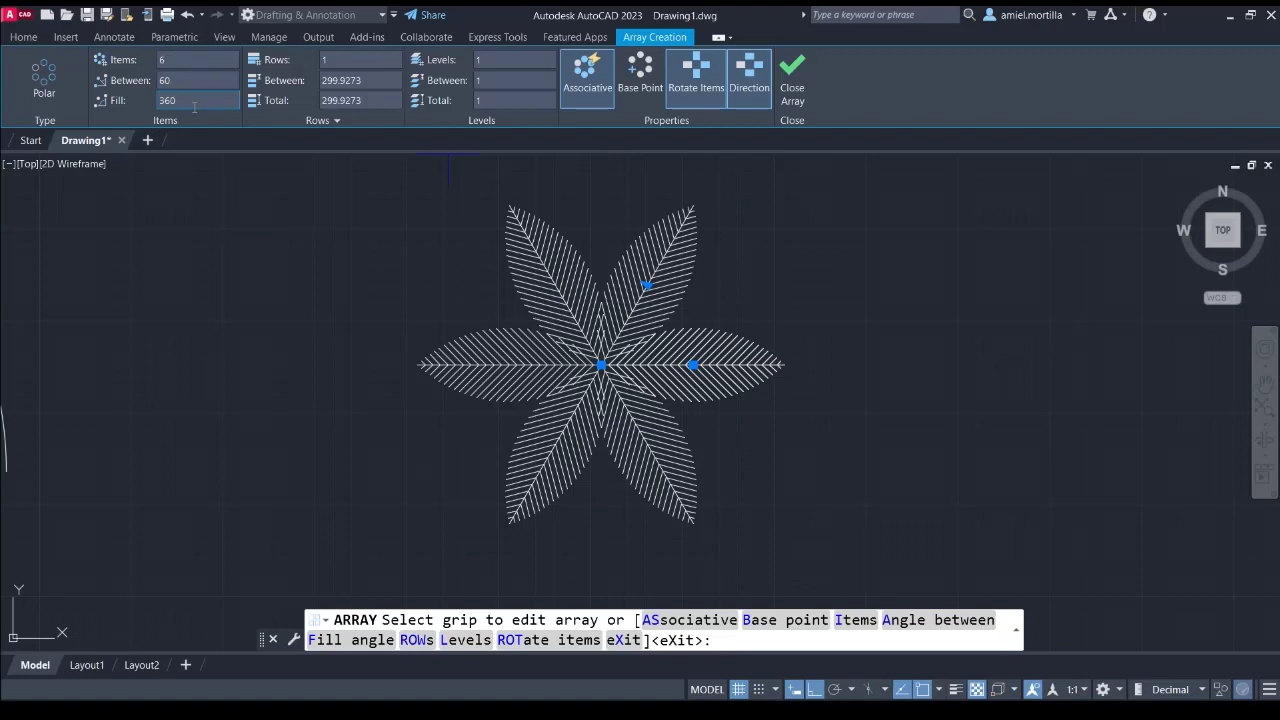 CAD
Drafting & Annotation
Share
Autodesk AutoCAD 2023 Drawing1.dwg
Type a keyword or phrase
amiel.mortilla
Home Insert Annotate Parametric View Manage Output Add-ins Collaborate Express Tools Featured Apps Array Creation
Polar
Type
Items: 6
Between: 60
Fill: 360
Items
Rows: 1
Between: 299.9273
Total: 299.9273
Rows
Levels: 1
Between: 1
Total: 1
Levels
Associative Base Point Rotate Items Direction
Properties
Close
Array
Close
Start Drawing1*
[−][Top][2D Wireframe]
N
W TOP E
S
WCB
Y
X
ARRAY Select grip to edit array or [ASsociative Base point Items Angle between
Fill angle ROWs Levels ROTate items eXit]<eXit>:
Model Layout1 Layout2
MODEL 1:1 Decimal